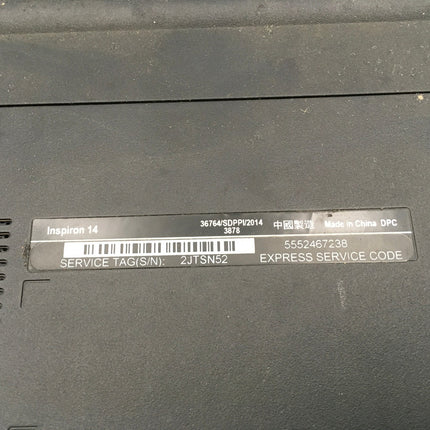 Inspiron 14 36764/SDPPI/2014 中國製造 Made in China DPC
3878
5552467238
SERVICE TAG(S/N): 2JTSN52 EXPRESS SERVICE CODE